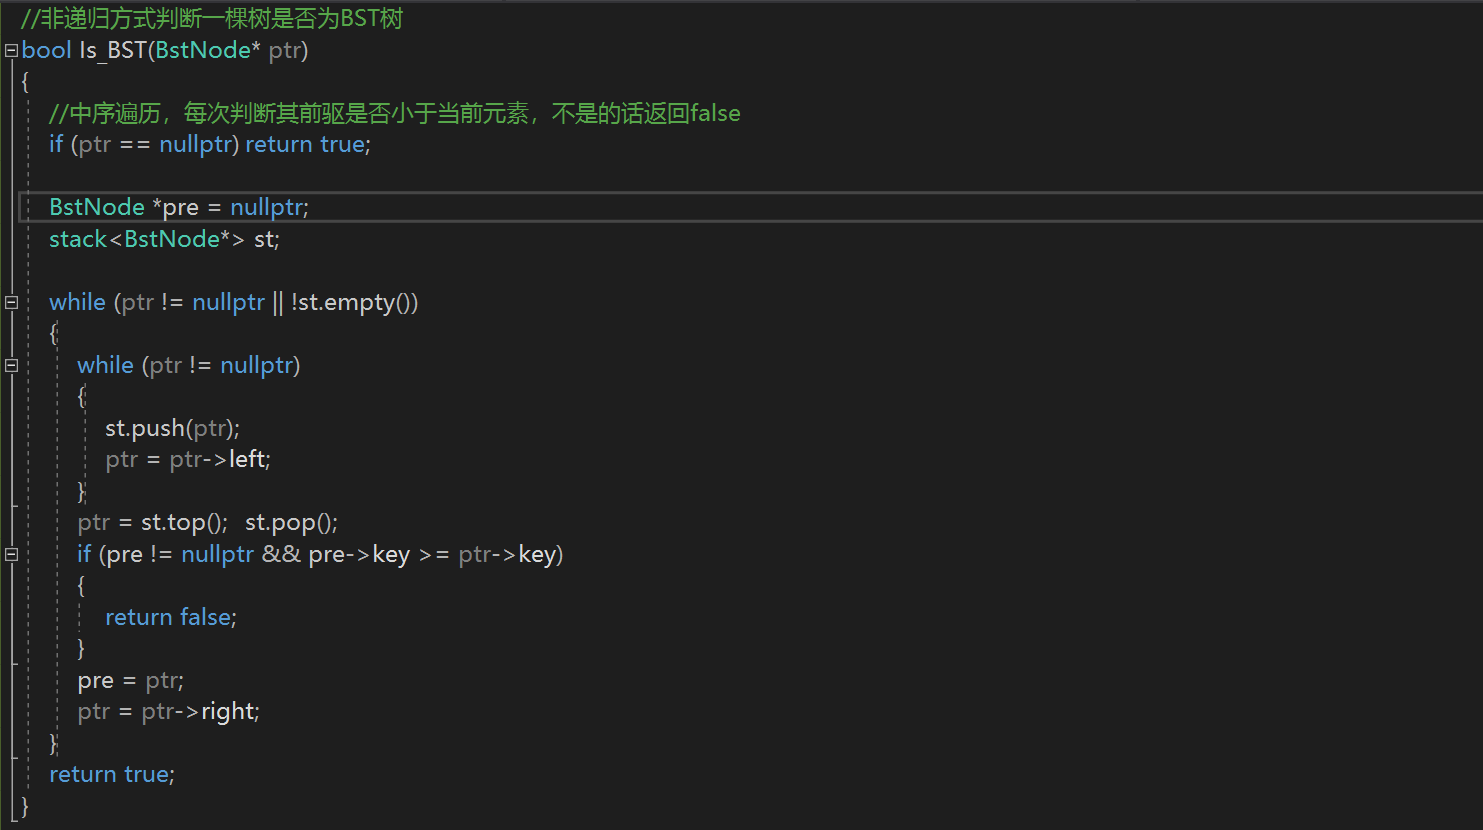 //非递归方式判断一棵树是否为BST树
bool Is_BST(BstNode* ptr)
{
//中序遍历，每次判断其前驱是否小于当前元素，不是的话返回false
if (ptr == nullptr) return true;
BstNode *pre = nullptr;
stack<BstNode*> st;
while (ptr != nullptr || !st.empty())
{
while (ptr != nullptr)
{
st.push(ptr);
ptr = ptr->left;
}
ptr = st.top();  st.pop();
if (pre != nullptr && pre->key >= ptr->key)
{
return false;
}
pre = ptr;
ptr = ptr->right;
}
return true;
}